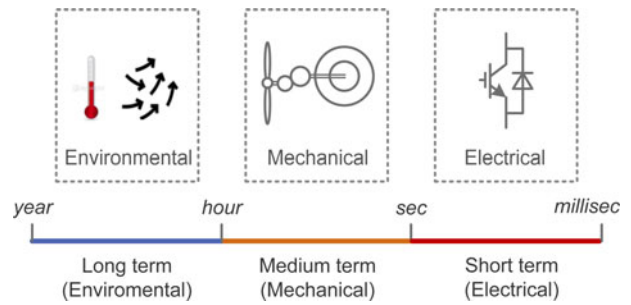 Environmental
Mechanical
Electrical
year
hour
sec
millisec
Long term
(Enviromental)
Medium term
(Mechanical)
Short term
(Electrical)